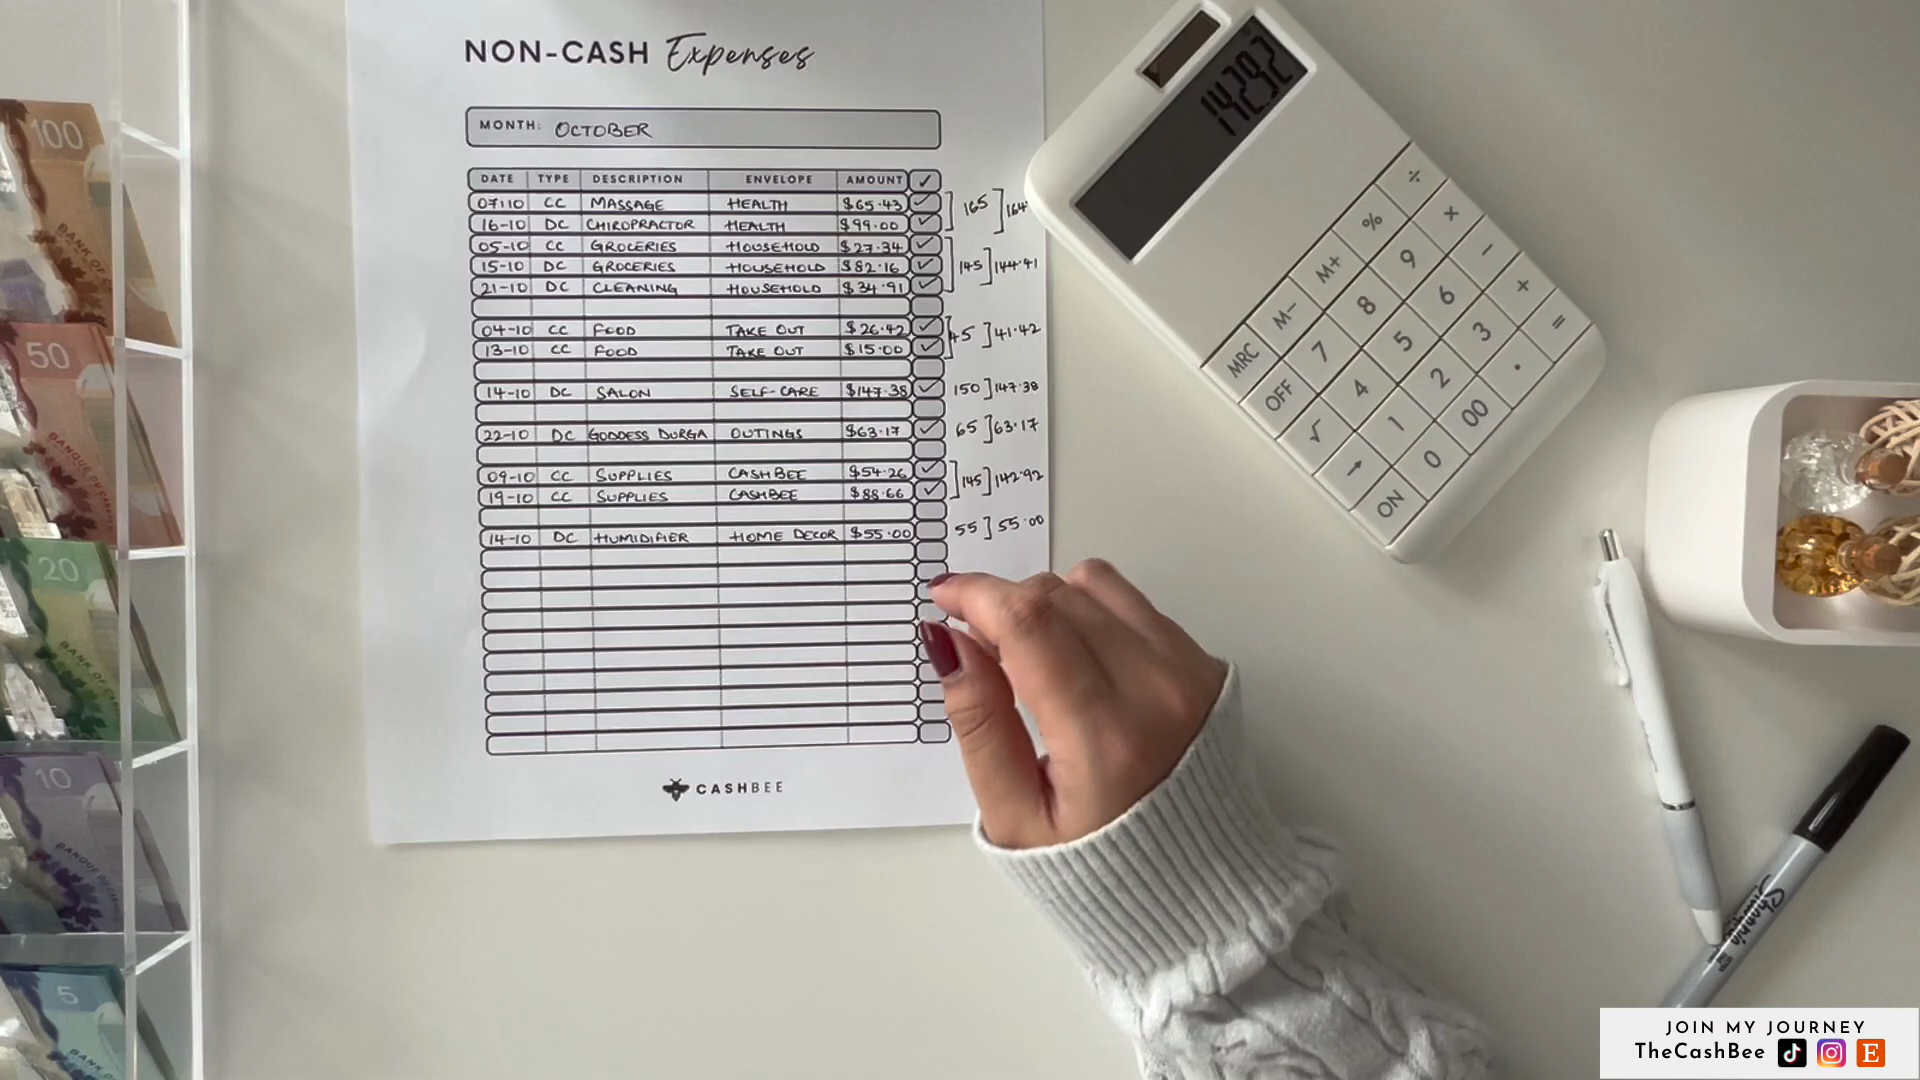 NON-CASH Expenses
MONTH: OCTOBER
DATE TYPE DESCRIPTION ENVELOPE AMOUNT ✓
07-10 CC MASSAGE HEALTH $65.43 ✓ 165 164
16-10 DC CHIROPRACTOR HEALTH $99.00 ✓
05-10 CC GROCERIES HOUSEHOLD $27.34 ✓
15-10 DC GROCERIES HOUSEHOLD $82.16 ✓ 145 144.41
21-10 DC CLEANING HOUSEHOLD $34.91 ✓
04-10 CC FOOD TAKE OUT $26.42 ✓ 45 41.42
13-10 CC FOOD TAKE OUT $15.00 ✓
14-10 DC SALON SELF-CARE $147.38 ✓ 150 147.38
22-10 DC GODDESS DURGA OUTINGS $63.17 ✓ 65 63.17
09-10 CC SUPPLIES CASHBEE $54.26 ✓ 145 142.92
19-10 CC SUPPLIES CASHBEE $88.66 ✓
14-10 DC HUMIDIFIER HOME DECOR $55.00 55 55.00
CASHBEE
142.92
÷
% ×
M+ 9 −
M- 8 6 +
MRC 7 5 3 =
OFF 4 2 .
√ 1 00
→ 0
ON
100
50
20
10
5
Sharpie
JOIN MY JOURNEY
TheCashBee